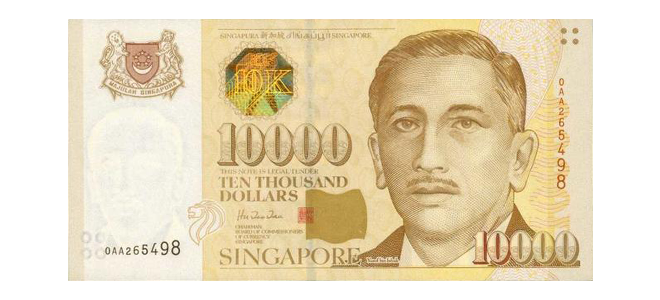 SINGAPURA 新加坡 சிங்கப்பூர் SINGAPORE
MAJULAH SINGAPURA
10K
10000
THIS NOTE IS LEGAL TENDER
TEN THOUSAND
DOLLARS
CHAIRMAN
BOARD OF COMMISSIONERS
OF CURRENCY
SINGAPORE
SINGAPORE
0AA265498
0AA265498
10000